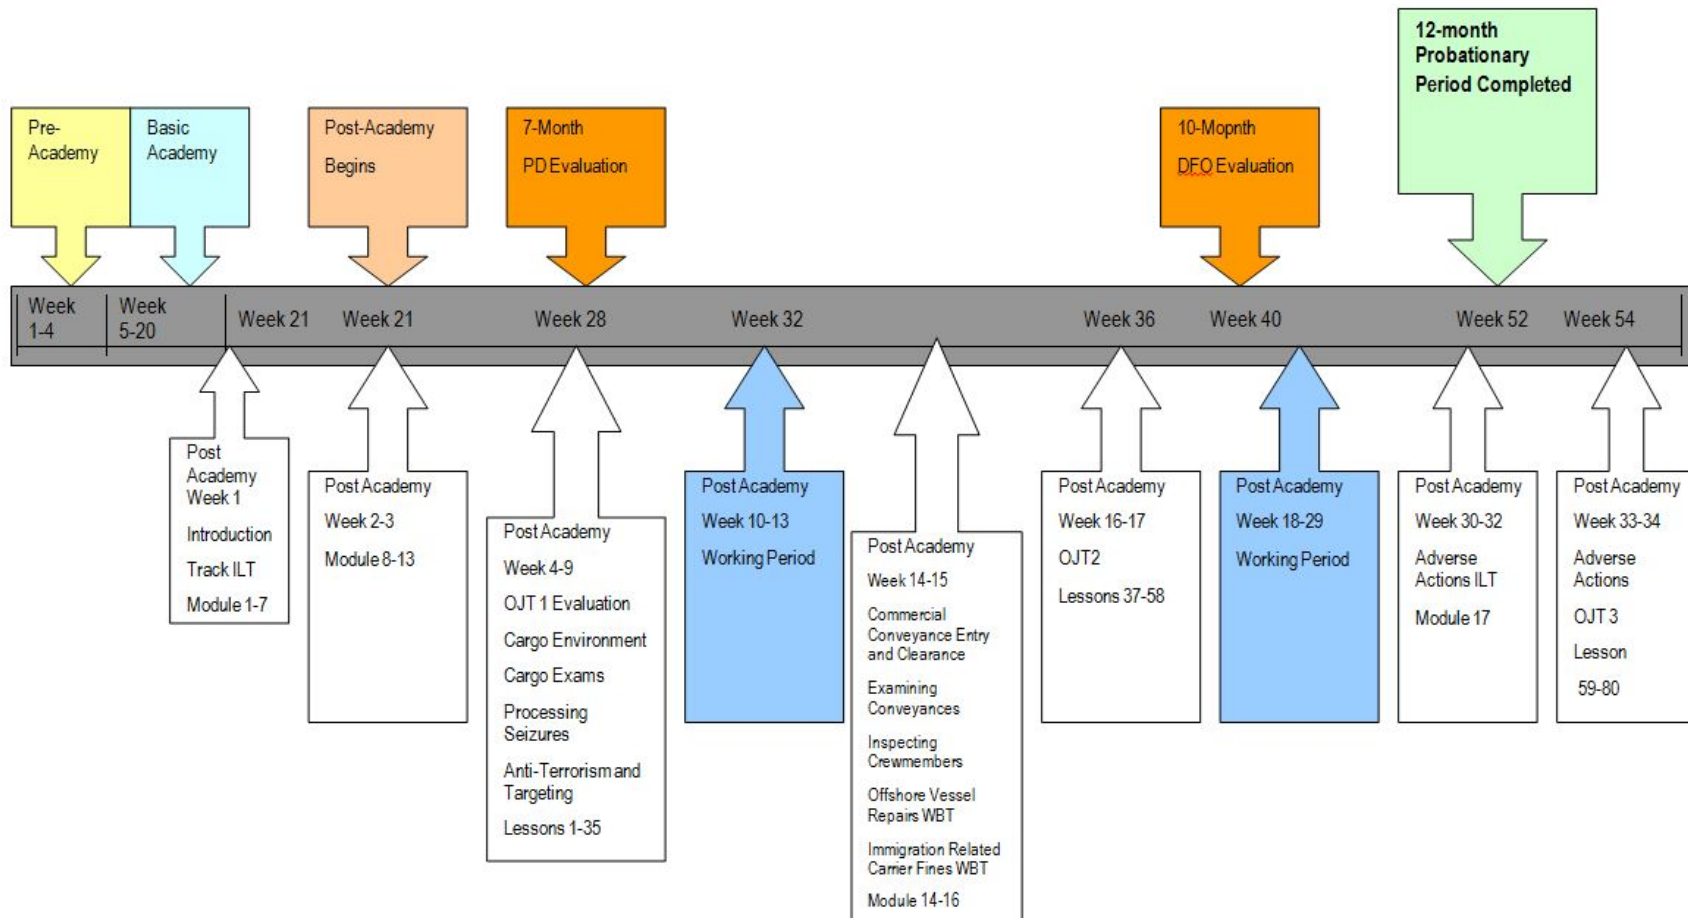 12-month
Probationary
Period Completed
Pre-
Academy
Basic
Academy
Post-Academy
Begins
7-Month
PD Evaluation
10-Mopnth
DFO Evaluation
Week
1-4
Week
5-20
Week 21
Week 21
Week 28
Week 32
Week 36
Week 40
Week 52
Week 54
Post
Academy
Week 1
Introduction
Track ILT
Module 1-7
Post Academy
Week 2-3
Module 8-13
Post Academy
Week 4-9
OJT 1 Evaluation
Cargo Environment
Cargo Exams
Processing
Seizures
Anti-Terrorism and
Targeting
Lessons 1-35
Post Academy
Week 10-13
Working Period
Post Academy
Week 14-15
Commercial
Conveyance Entry
and Clearance
Examining
Conveyances
Inspecting
Crewmembers
Offshore Vessel
Repairs WBT
Immigration Related
Carrier Fines WBT
Module 14-16
Post Academy
Week 16-17
OJT2
Lessons 37-58
Post Academy
Week 18-29
Working Period
Post Academy
Week 30-32
Adverse
Actions ILT
Module 17
Post Academy
Week 33-34
Adverse
Actions
OJT 3
Lesson
59-80